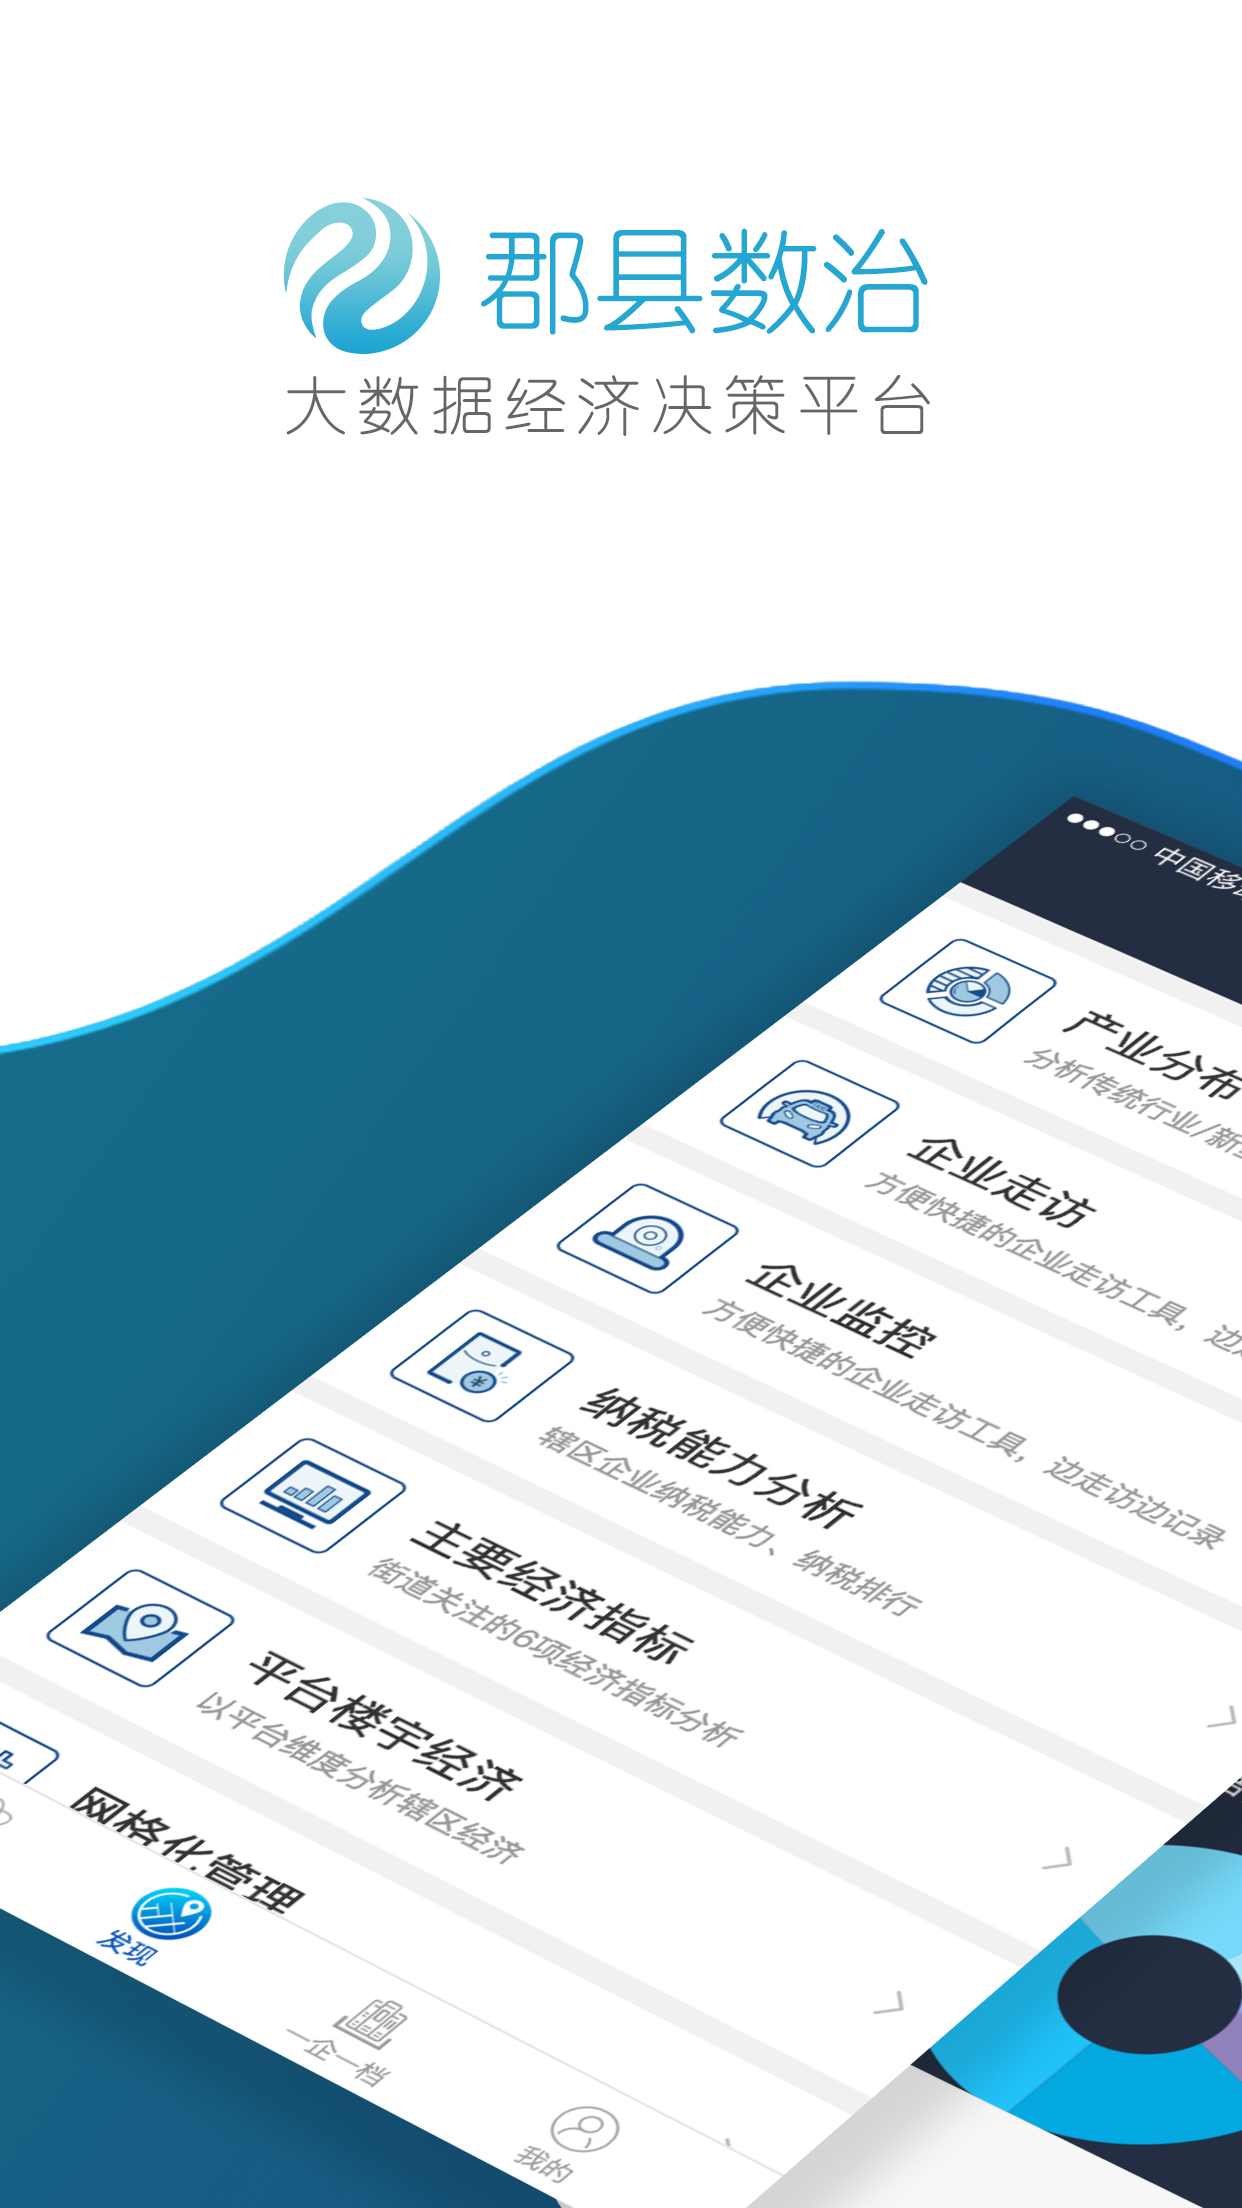 郡县数治
大数据经济决策平台
中国移
产业分布
分析传统行业/新
企业走访
方便快捷的企业走访工具，边
企业监控
方便快捷的企业走访工具，边走访边记录
纳税能力分析
辖区企业纳税能力、纳税排行
主要经济指标
街道关注的6项经济指标分析
平台楼宇经济
以平台维度分析辖区经济
网格化管理
发现
一企一档
我的